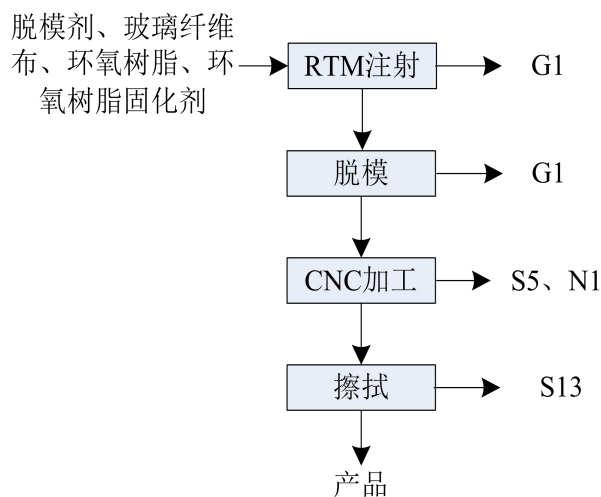 脱模剂、玻璃纤维
布、环氧树脂、环
氧树脂固化剂
RTM注射
G1
脱模
G1
CNC加工
S5、N1
擦拭
S13
产品